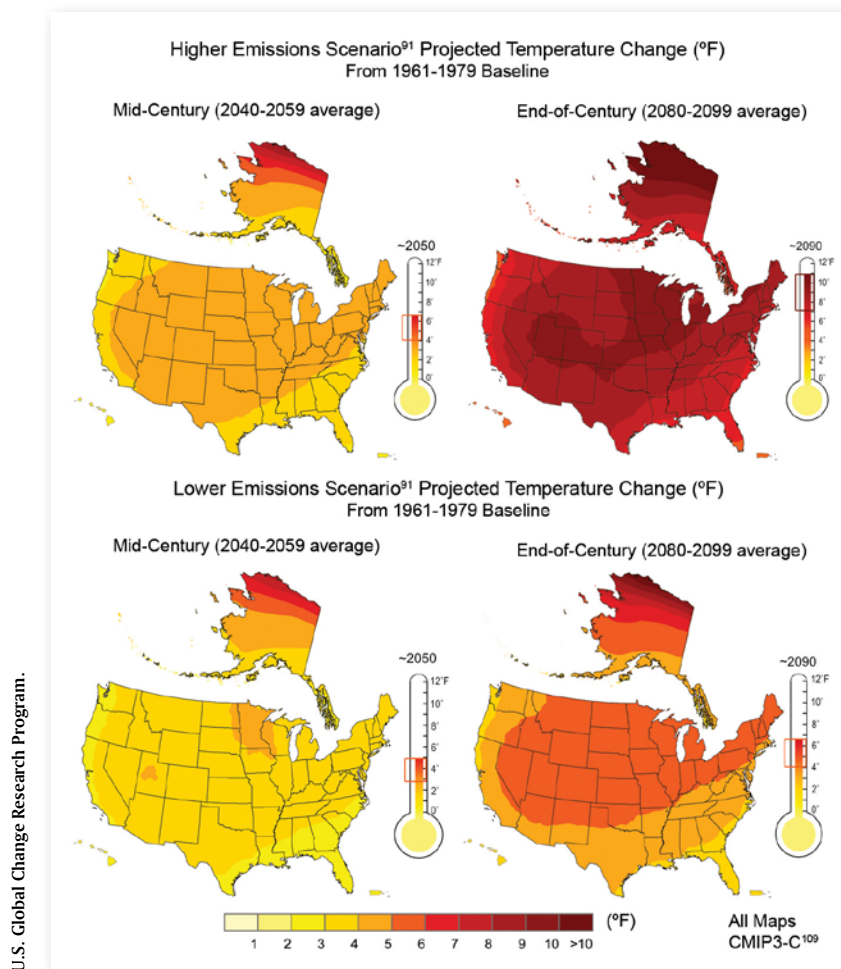 Higher Emissions Scenario⁹¹ Projected Temperature Change (ºF)
From 1961-1979 Baseline
Mid-Century (2040-2059 average)
End-of-Century (2080-2099 average)
~2050
12˚F
10˚
8˚
6˚
4˚
2˚
0˚
~2090
12˚F
10˚
8˚
6˚
4˚
2˚
0˚
Lower Emissions Scenario⁹¹ Projected Temperature Change (ºF)
From 1961-1979 Baseline
Mid-Century (2040-2059 average)
End-of-Century (2080-2099 average)
~2050
12˚F
10˚
8˚
6˚
4˚
2˚
0˚
~2090
12˚F
10˚
8˚
6˚
4˚
2˚
0˚
(ºF)
1 2 3 4 5 6 7 8 9 10 >10
All Maps
CMIP3-C¹⁰⁹
U.S. Global Change Research Program.